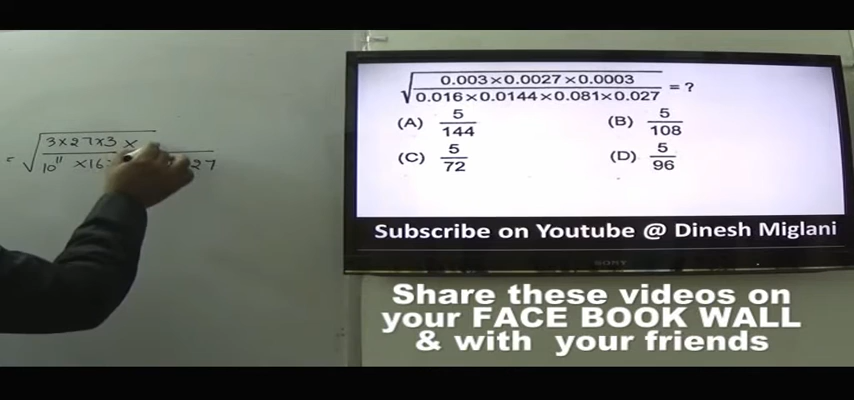 = √ 3×27×3 ×
10¹¹ ×16 27
√ 0.003×0.0027×0.0003 = ?
0.016×0.0144×0.081×0.027
(A) 5/144 (B) 5/108
(C) 5/72 (D) 5/96
Subscribe on Youtube @ Dinesh Miglani
SONY
Share these videos on
your FACE BOOK WALL
& with your friends